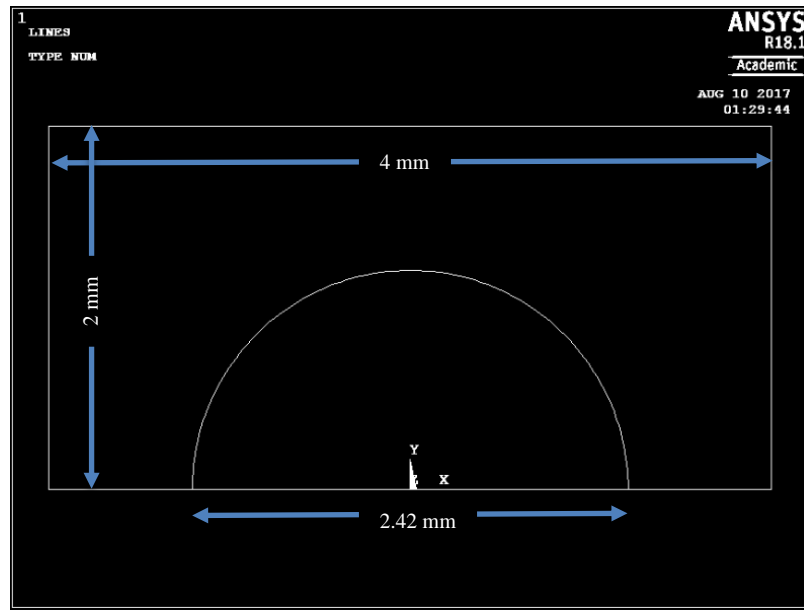 1
LINES
TYPE NUM
ANSYS
R18.1
Academic
AUG 10 2017
01:29:44
4 mm
2 mm
Y
Z X
2.42 mm